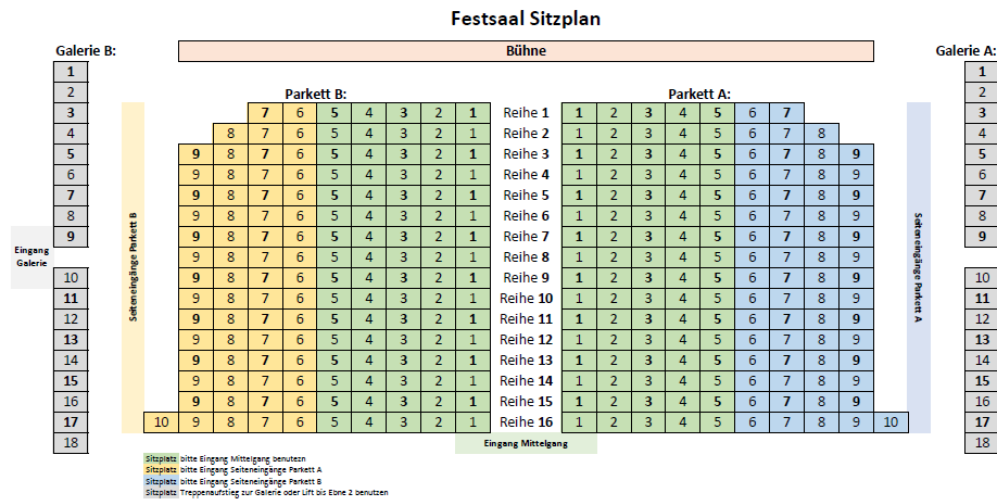 Festsaal Sitzplan
Galerie B: Bühne Galerie A:
1 1
2 Parkett B: Parkett A: 2
3 7 6 5 4 3 2 1 Reihe 1 1 2 3 4 5 6 7 3
4 8 7 6 5 4 3 2 1 Reihe 2 1 2 3 4 5 6 7 8 4
5 9 8 7 6 5 4 3 2 1 Reihe 3 1 2 3 4 5 6 7 8 9 5
6 9 8 7 6 5 4 3 2 1 Reihe 4 1 2 3 4 5 6 7 8 9 6
7 9 8 7 6 5 4 3 2 1 Reihe 5 1 2 3 4 5 6 7 8 9 7
8 9 8 7 6 5 4 3 2 1 Reihe 6 1 2 3 4 5 6 7 8 9 8
9 9 8 7 6 5 4 3 2 1 Reihe 7 1 2 3 4 5 6 7 8 9 9
9 8 7 6 5 4 3 2 1 Reihe 8 1 2 3 4 5 6 7 8 9
10 9 8 7 6 5 4 3 2 1 Reihe 9 1 2 3 4 5 6 7 8 9 10
11 9 8 7 6 5 4 3 2 1 Reihe 10 1 2 3 4 5 6 7 8 9 11
12 9 8 7 6 5 4 3 2 1 Reihe 11 1 2 3 4 5 6 7 8 9 12
13 9 8 7 6 5 4 3 2 1 Reihe 12 1 2 3 4 5 6 7 8 9 13
14 9 8 7 6 5 4 3 2 1 Reihe 13 1 2 3 4 5 6 7 8 9 14
15 9 8 7 6 5 4 3 2 1 Reihe 14 1 2 3 4 5 6 7 8 9 15
16 9 8 7 6 5 4 3 2 1 Reihe 15 1 2 3 4 5 6 7 8 9 16
17 10 9 8 7 6 5 4 3 2 1 Reihe 16 1 2 3 4 5 6 7 8 9 10 17
18 Eingang Mittelgang 18
Eingang
Galerie
Seiteneingänge Parkett B
Seiteneingänge Parkett A
Sitzplatz bitte Eingang Mittelgang benutezn
Sitzplatz bitte Eingang Seiteneingänge Parkett A
Sitzplatz bitte Eingang Seiteneingänge Parkett B
Sitzplatz Treppenaufstieg zur Galerie oder Lift bis Ebne 2 benutzen